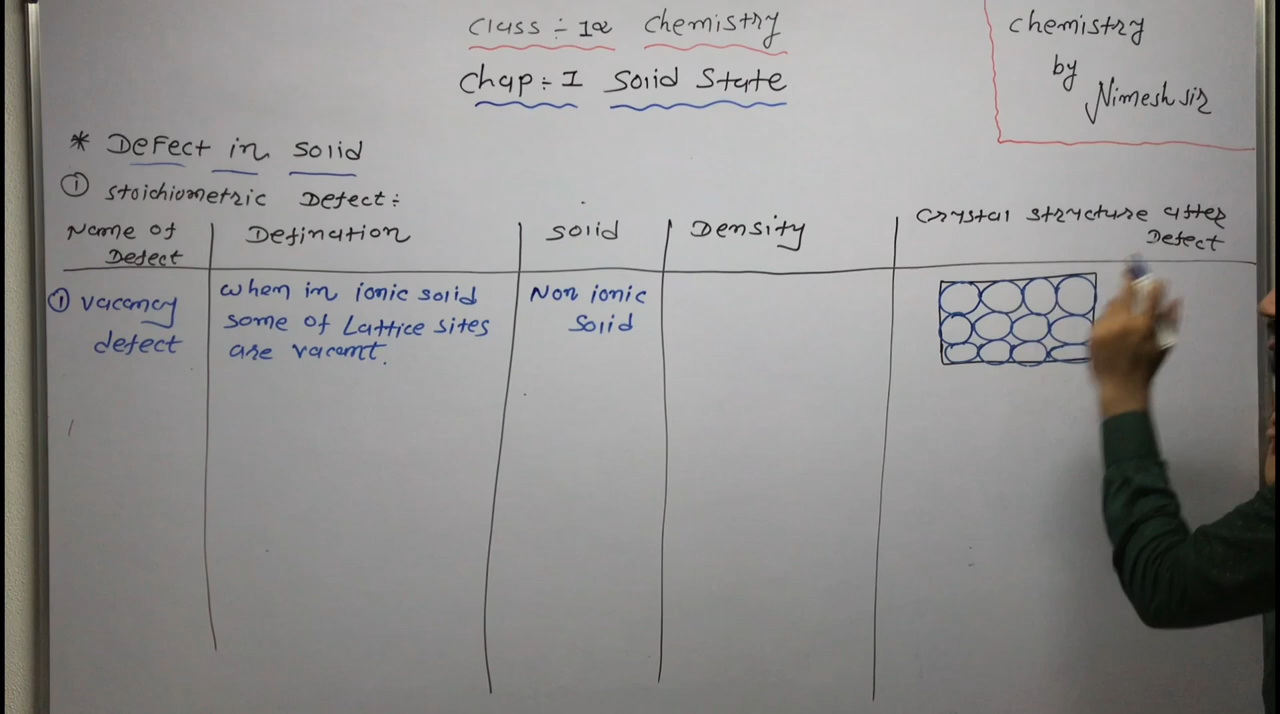 Class :- 12 Chemistry
Chap :- I Solid State
Chemistry
by
Nimesh sir
* Defect in solid
① Stoichiometric Defect :-
Name of Defect
Defination
Solid
Density
Crystal structure after Defect
① Vacancy
defect
When in ionic solid
some of Lattice sites
are vacant.
Non ionic
Solid